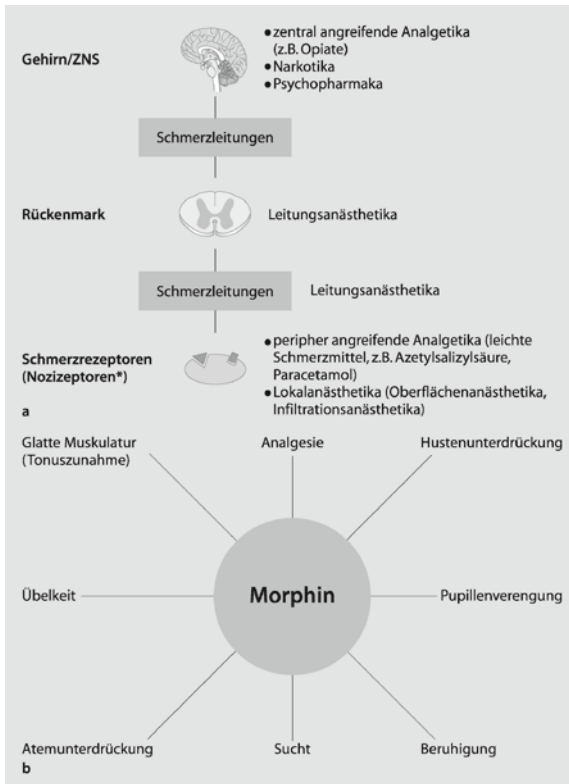 Gehirn/ZNS
● zentral angreifende Analgetika
(z.B. Opiate)
● Narkotika
● Psychopharmaka
Schmerzleitungen
Rückenmark
Leitungsanästhetika
Schmerzleitungen
Leitungsanästhetika
Schmerzrezeptoren
(Nozizeptoren*)
● peripher angreifende Analgetika (leichte
Schmerzmittel, z.B. Azetylsalizylsäure,
Paracetamol)
● Lokalanästhetika (Oberflächenanästhetika,
Infiltrationsanästhetika)
a
Glatte Muskulatur
(Tonuszunahme)
Analgesie
Hustenunterdrückung
Übelkeit
Morphin
Pupillenverengung
Atemunterdrückung
Sucht
Beruhigung
b